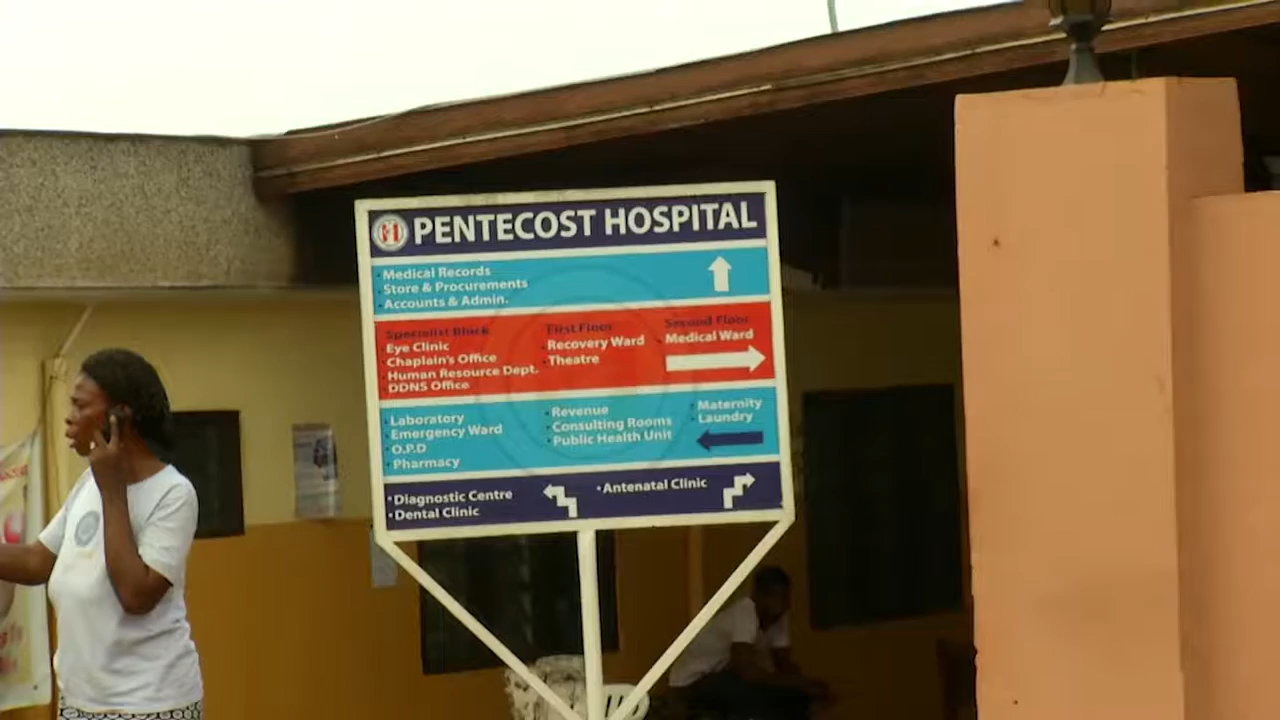 PENTECOST HOSPITAL
· Medical Records
· Store & Procurements
· Accounts & Admin.
Specialist Block
· Eye Clinic
· Chaplain's Office
· Human Resource Dept.
· DDNS Office
First Floor
· Recovery Ward
· Theatre
Second Floor
· Medical Ward
· Laboratory
· Emergency Ward
· O.P.D
· Pharmacy
· Revenue
· Consulting Rooms
· Public Health Unit
· Maternity
· Laundry
· Diagnostic Centre
· Dental Clinic
· Antenatal Clinic